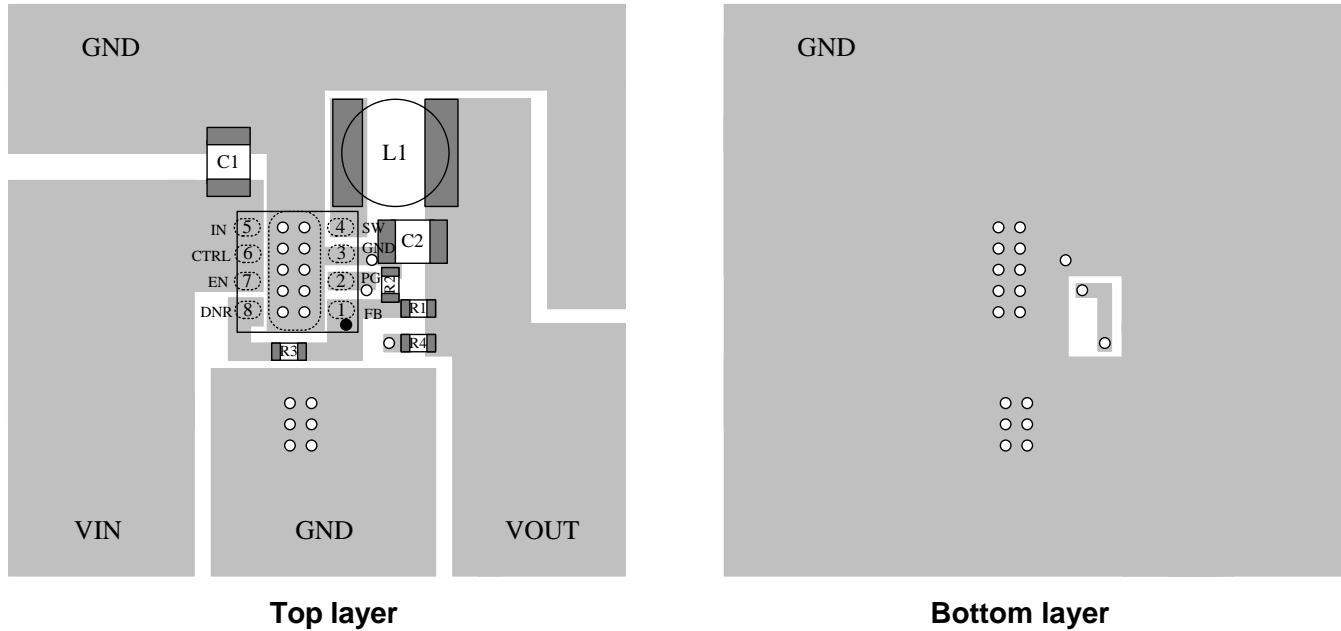 GND
GND
C1
L1
IN 5 4 SW
C2
CTRL 6 3 GND
EN 7 2 PG
R2
DNR 8 1 FB
R1
R3
R4
VIN
GND
VOUT
Top layer
Bottom layer